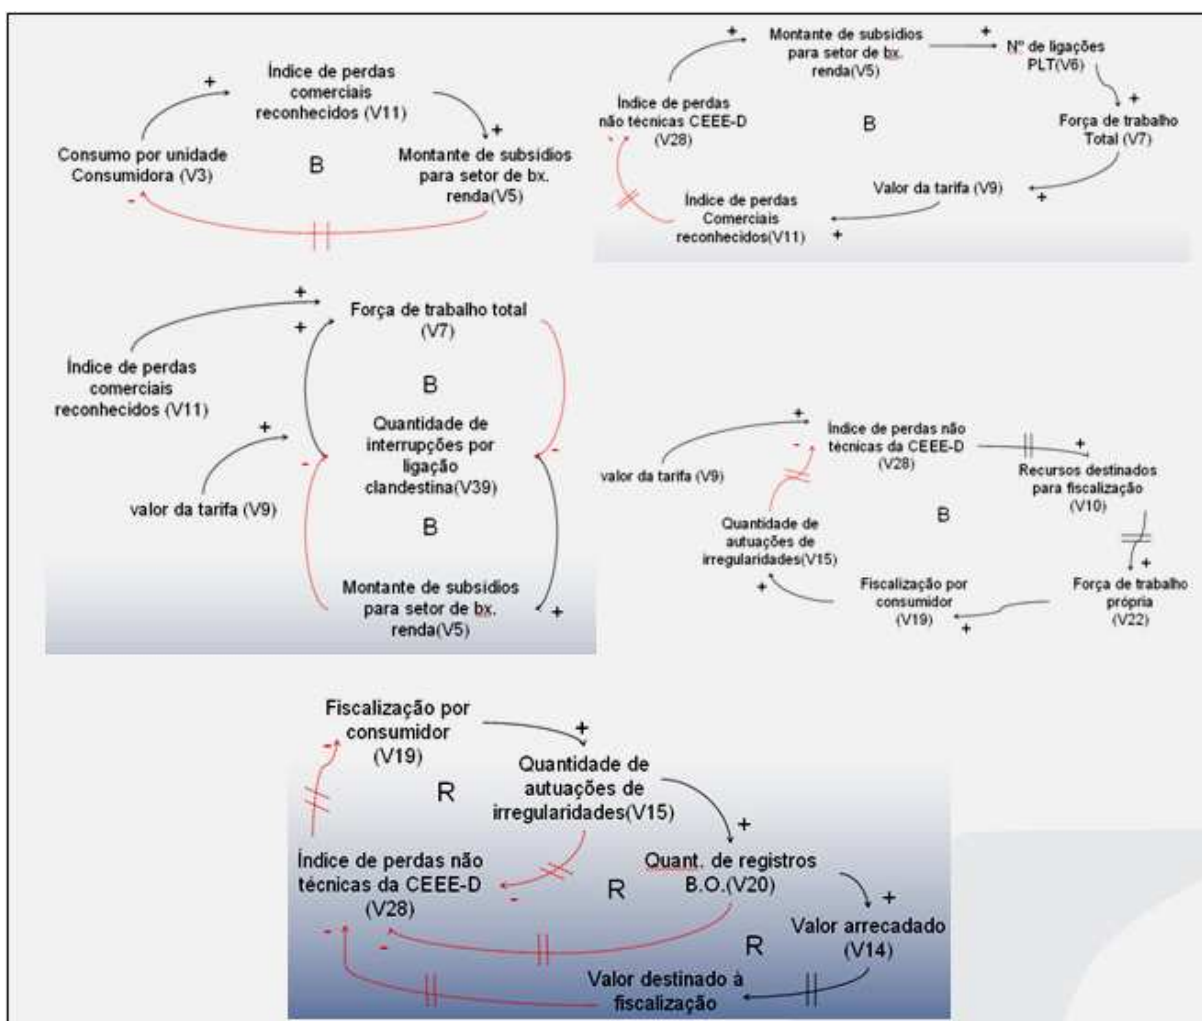 +
Índice de perdas
comerciais
reconhecidos (V11)
+
Consumo por unidade
Consumidora (V3)
B
Montante de subsídios
para setor de bx.
renda(V5)
-
+
Montante de subsídios
para setor de bx.
renda(V5)
+
Nº de ligações
PLT(V6)
+
Índice de perdas
não técnicas CEEE-D
(V28)
B
Força de trabalho
Total (V7)
-
Valor da tarifa (V9)
+
Índice de perdas
Comerciais
reconhecidos(V11)
+
+
Força de trabalho total
(V7)
+
Índice de perdas
comerciais
reconhecidos (V11)
B
+
Quantidade de
interrupções por
ligação
clandestina(V39)
-
-
valor da tarifa (V9)
B
Montante de subsídios
para setor de bx.
renda(V5)
+
+
Índice de perdas não
técnicas da CEEE-D
(V28)
-
+
valor da tarifa (V9)
Recursos destinados
para fiscalização
(V10)
B
Quantidade de
autuações de
irregularidades(V15)
+
+
Fiscalização por
consumidor
(V19)
+
Força de trabalho
própria
(V22)
Fiscalização por
consumidor
(V19)
-
+
R
Quantidade de
autuações de
irregularidades(V15)
+
Índice de perdas não
técnicas da CEEE-D
(V28)
-
R
Quant. de registros
B.O.(V20)
+
-
-
R
Valor arrecadado
(V14)
Valor destinado à
fiscalização